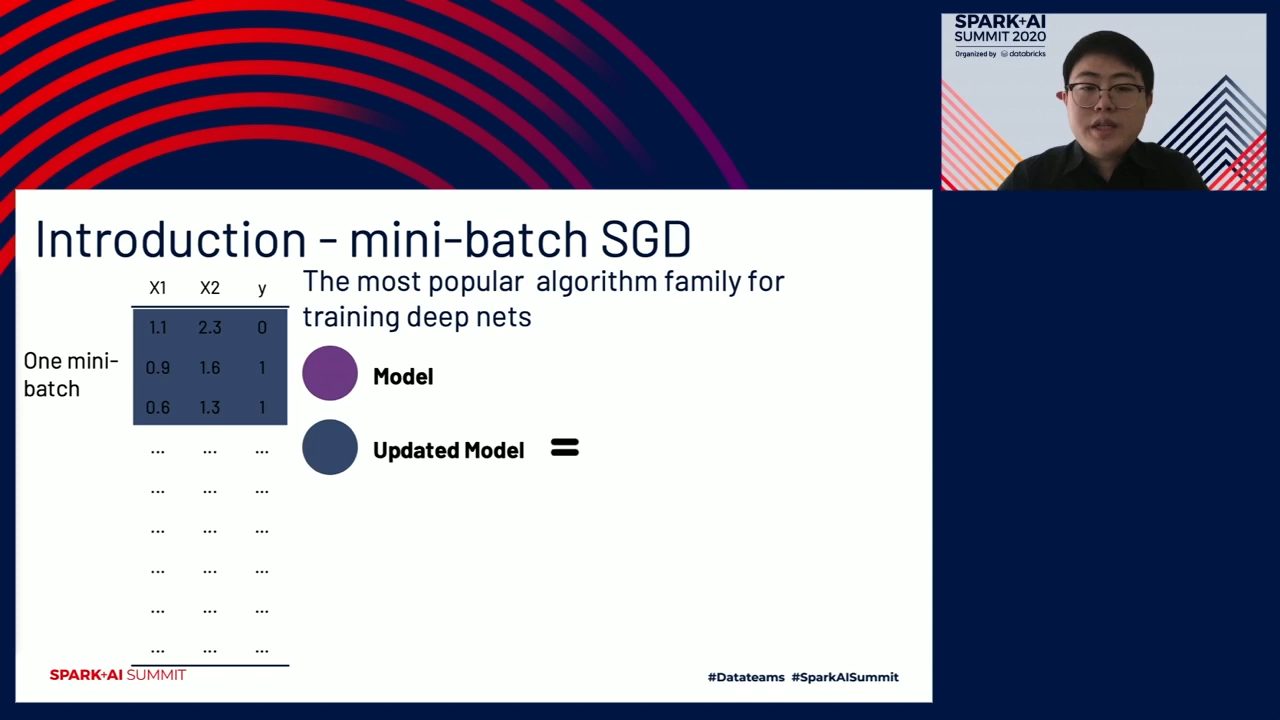 SPARK+AI
SUMMIT 2020
Organized by databricks
Introduction - mini-batch SGD
The most popular algorithm family for
training deep nets
X1 X2 y
1.1 2.3 0
0.9 1.6 1
0.6 1.3 1
... ... ...
... ... ...
... ... ...
... ... ...
... ... ...
... ... ...
One mini-
batch
Model
Updated Model =
SPARK+AI SUMMIT
#Datateams #SparkAISummit